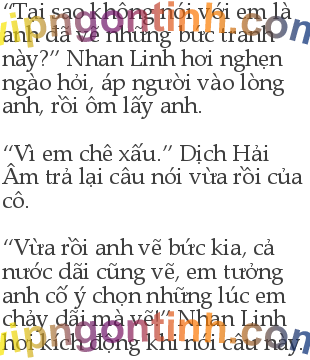 “Tại sao không nói với em là
anh đã vẽ những bức tranh
này?” Nhan Linh hơi nghẹn
ngào hỏi, áp người vào lòng
anh, rồi ôm lấy anh.
“Vì em chê xấu.” Dịch Hải
Âm trả lại câu nói vừa rồi của
cô.
“Vừa rồi anh vẽ bức kia, cả
nước dãi cũng vẽ, em tưởng
anh cố ý chọn những lúc em
chảy dãi mà vẽ!” Nhan Linh
hơi kích động khi nói câu này.
vipngontinh.com
vipngontinh.com